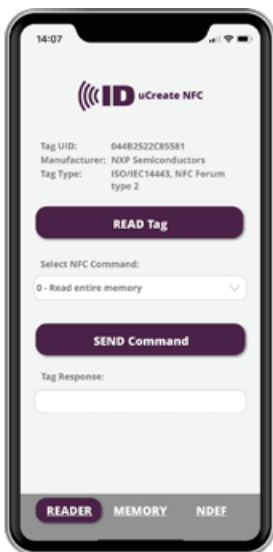 14:07
ID uCreate NFC
Tag UID: 044B2522C85581
Manufacturer: NXP Semiconductors
Tag Type: ISO/IEC14443, NFC Forum
type 2
READ Tag
Select NFC Command:
0 - Read entire memory
SEND Command
Tag Response:
READER MEMORY NDEF